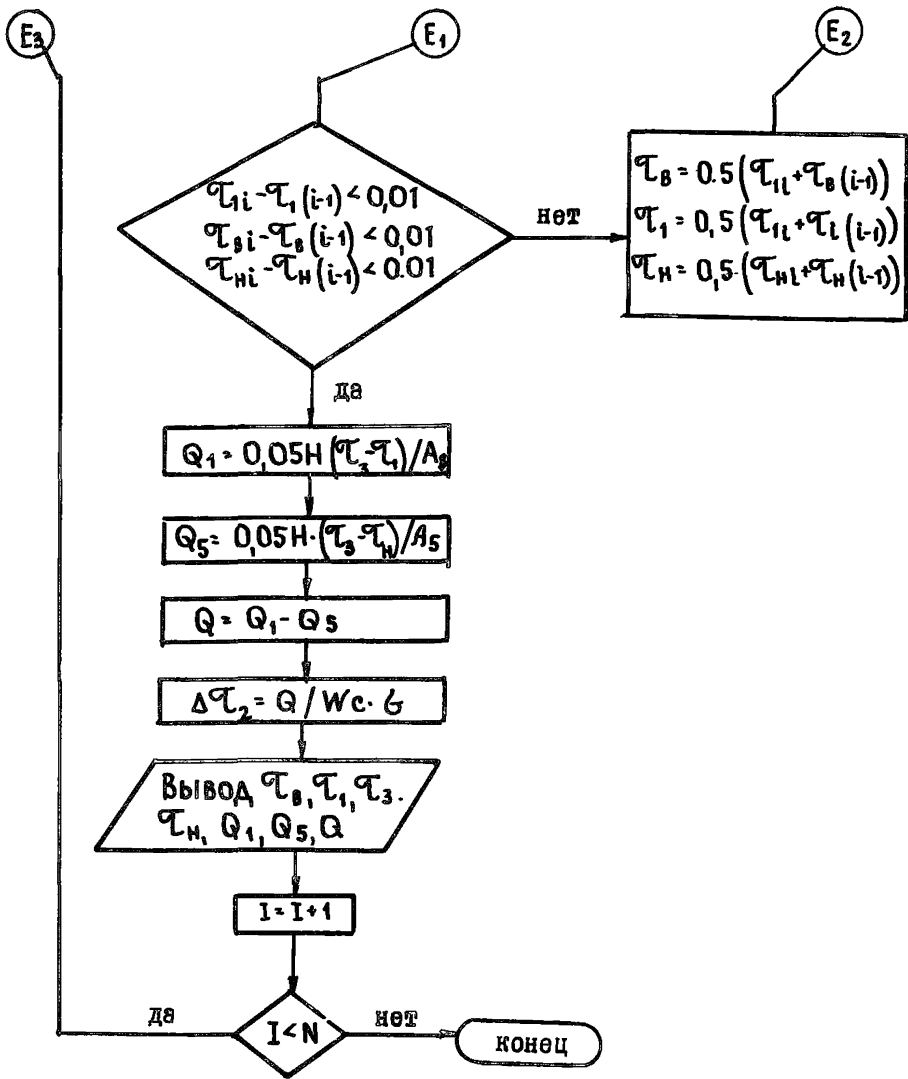 E3
E1
E2
τ1i-τ1(i-1)<0,01
τвi-τв(i-1)<0,01
τнi-τн(i-1)<0.01
нет
τв=0.5(τ1i+τв(i-1))
τ1=0,5(τ1i+τi(i-1))
τн=0,5·(τнi+τн(i-1))
да
Q1=0,05H(τ3-τ1)/A8
Q5=0,05H·(τ3-τн)/A5
Q=Q1-Q5
Δτ2=Q/Wc·G
Вывод τв,τ1,τ3.
τн,Q1,Q5,Q
I=I+1
да
I<N
нет
конец